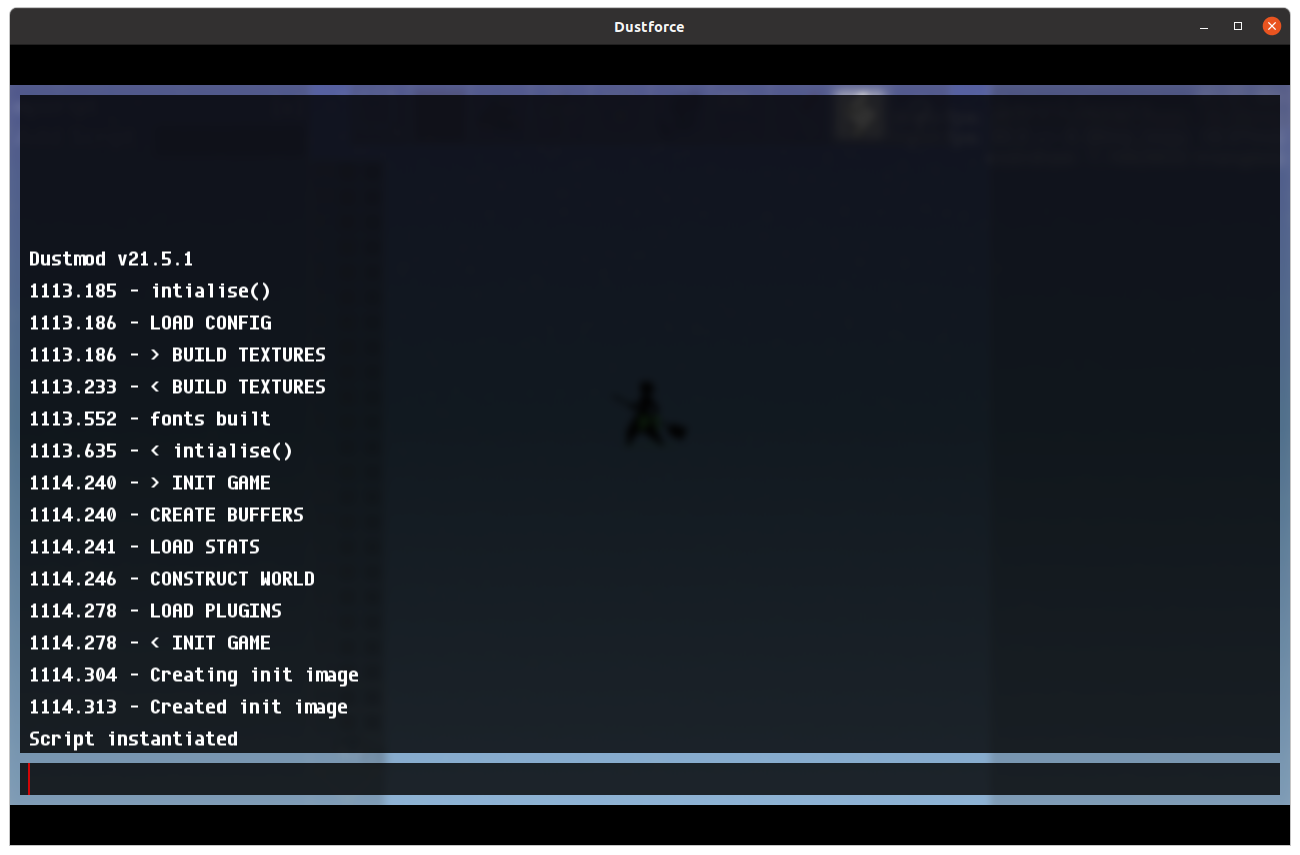 Dustforce
Dustmod v21.5.1
1113.185 - intialise()
1113.186 - LOAD CONFIG
1113.186 - > BUILD TEXTURES
1113.233 - < BUILD TEXTURES
1113.552 - fonts built
1113.635 - < intialise()
1114.240 - > INIT GAME
1114.240 - CREATE BUFFERS
1114.241 - LOAD STATS
1114.246 - CONSTRUCT WORLD
1114.278 - LOAD PLUGINS
1114.278 - < INIT GAME
1114.304 - Creating init image
1114.313 - Created init image
Script instantiated